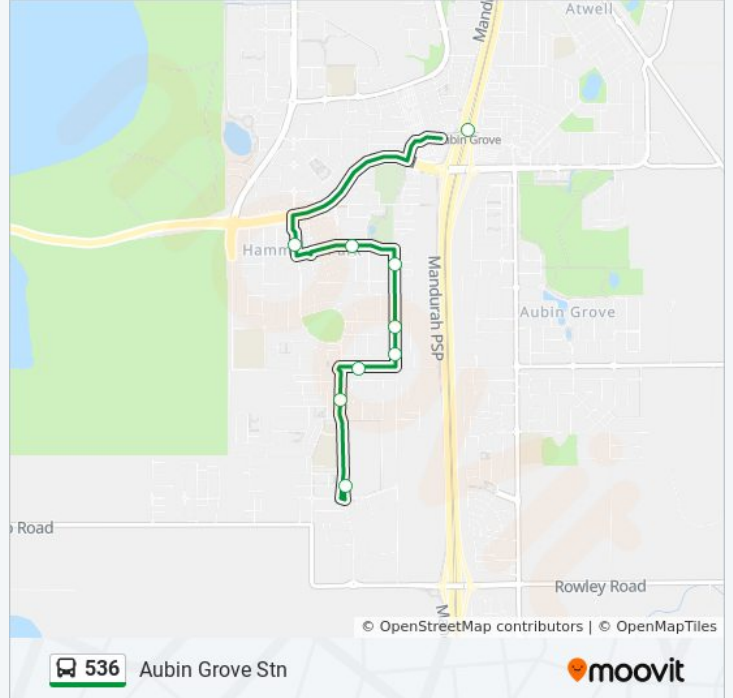 Atwell
Mand
bin Grove
Hamm
Mandurah PSP
Aubin Grove
Road
Rowley Road
M
© OpenStreetMap contributors | © OpenMapTiles
536 Aubin Grove Stn
moovit